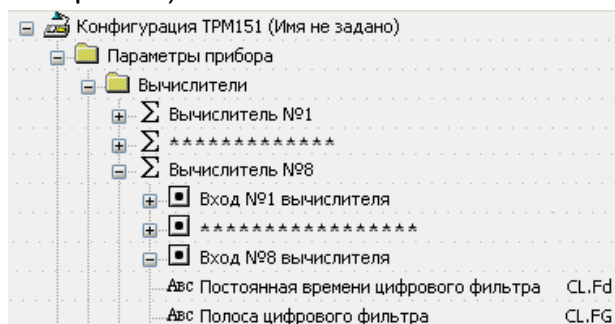 Конфигурация ТРМ151 (Имя не задано)
Параметры прибора
Вычислители
Σ Вычислитель №1
Σ *************
Σ Вычислитель №8
Вход №1 вычислителя
*****************
Вход №8 вычислителя
Авс Постоянная времени цифрового фильтра CL.Fd
Авс Полоса цифрового фильтра CL.FG